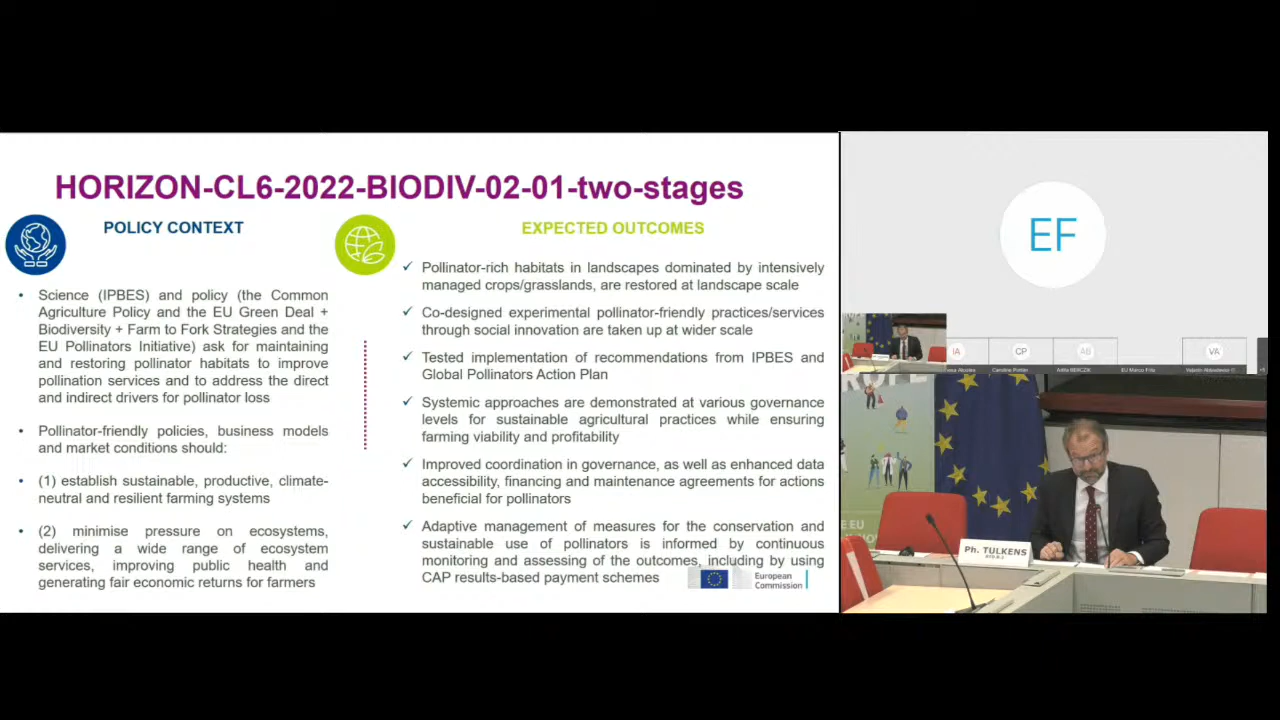 HORIZON-CL6-2022-BIODIV-02-01-two-stages
POLICY CONTEXT
• Science (IPBES) and policy (the Common
Agriculture Policy and the EU Green Deal +
Biodiversity + Farm to Fork Strategies and the
EU Pollinators Initiative) ask for maintaining
and restoring pollinator habitats to improve
pollination services and to address the direct
and indirect drivers for pollinator loss
• Pollinator-friendly policies, business models
and market conditions should:
• (1) establish sustainable, productive, climate-
neutral and resilient farming systems
• (2) minimise pressure on ecosystems,
delivering a wide range of ecosystem
services, improving public health and
generating fair economic returns for farmers
EXPECTED OUTCOMES
✓ Pollinator-rich habitats in landscapes dominated by intensively
managed crops/grasslands, are restored at landscape scale
✓ Co-designed experimental pollinator-friendly practices/services
through social innovation are taken up at wider scale
✓ Tested implementation of recommendations from IPBES and
Global Pollinators Action Plan
✓ Systemic approaches are demonstrated at various governance
levels for sustainable agricultural practices while ensuring
farming viability and profitability
✓ Improved coordination in governance, as well as enhanced data
accessibility, financing and maintenance agreements for actions
beneficial for pollinators
✓ Adaptive management of measures for the conservation and
sustainable use of pollinators is informed by continuous
monitoring and assessing of the outcomes, including by using
CAP results-based payment schemes
European
Commission
EF
IA
CP
AB
VA
Ph. TULKENS